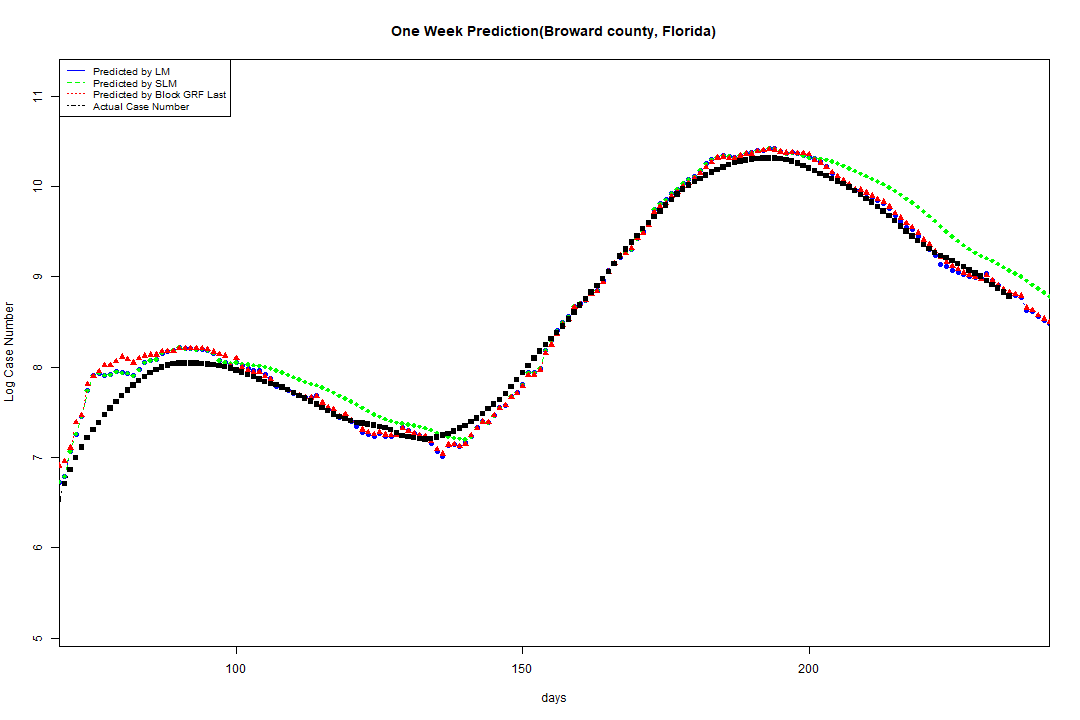 One Week Prediction(Broward county, Florida)
Predicted by LM
Predicted by SLM
Predicted by Block GRF Last
Actual Case Number
11
10
9
8
7
6
5
Log Case Number
100 150 200
days